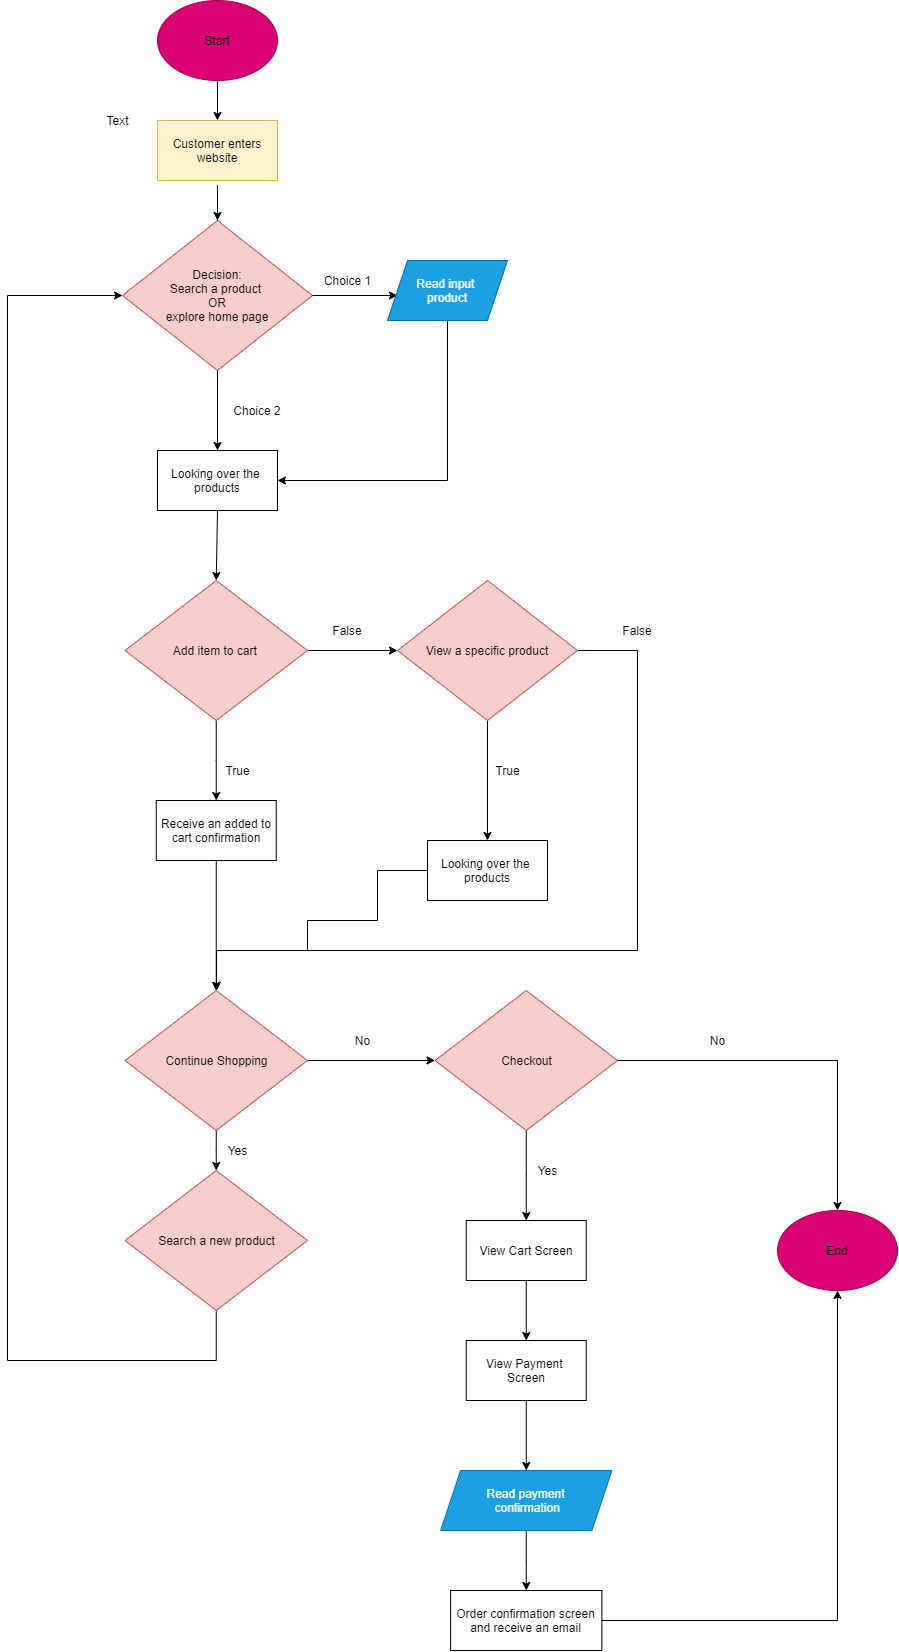 Start
Text
Customer enters
website
Decision:
Search a product
OR
explore home page
Choice 1
Read input
product
Choice 2
Looking over the
products
Add item to cart
False
View a specific product
False
True
True
Receive an added to
cart confirmation
Looking over the
products
Continue Shopping
No
Checkout
No
Yes
Yes
Search a new product
View Cart Screen
End
View Payment
Screen
Read payment
confirmation
Order confirmation screen
and receive an email